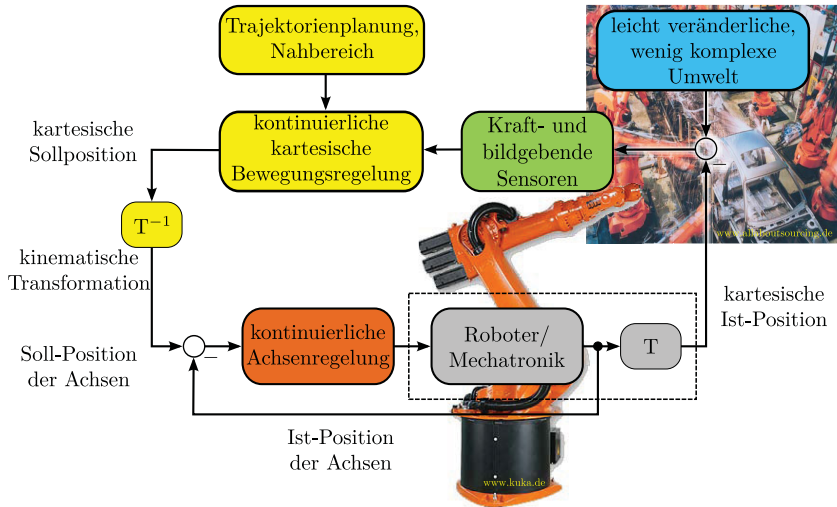 Trajektorienplanung,
Nahbereich
leicht veränderliche,
wenig komplexe
Umwelt
kartesische
Sollposition
kontinuierliche
kartesische
Bewegungsregelung
Kraft- und
bildgebende
Sensoren
−
T−1
kinematische
Transformation
kartesische
Ist-Position
Soll-Position
der Achsen
−
kontinuierliche
Achsenregelung
Roboter/
Mechatronik
T
Ist-Position
der Achsen
www.kuka.de